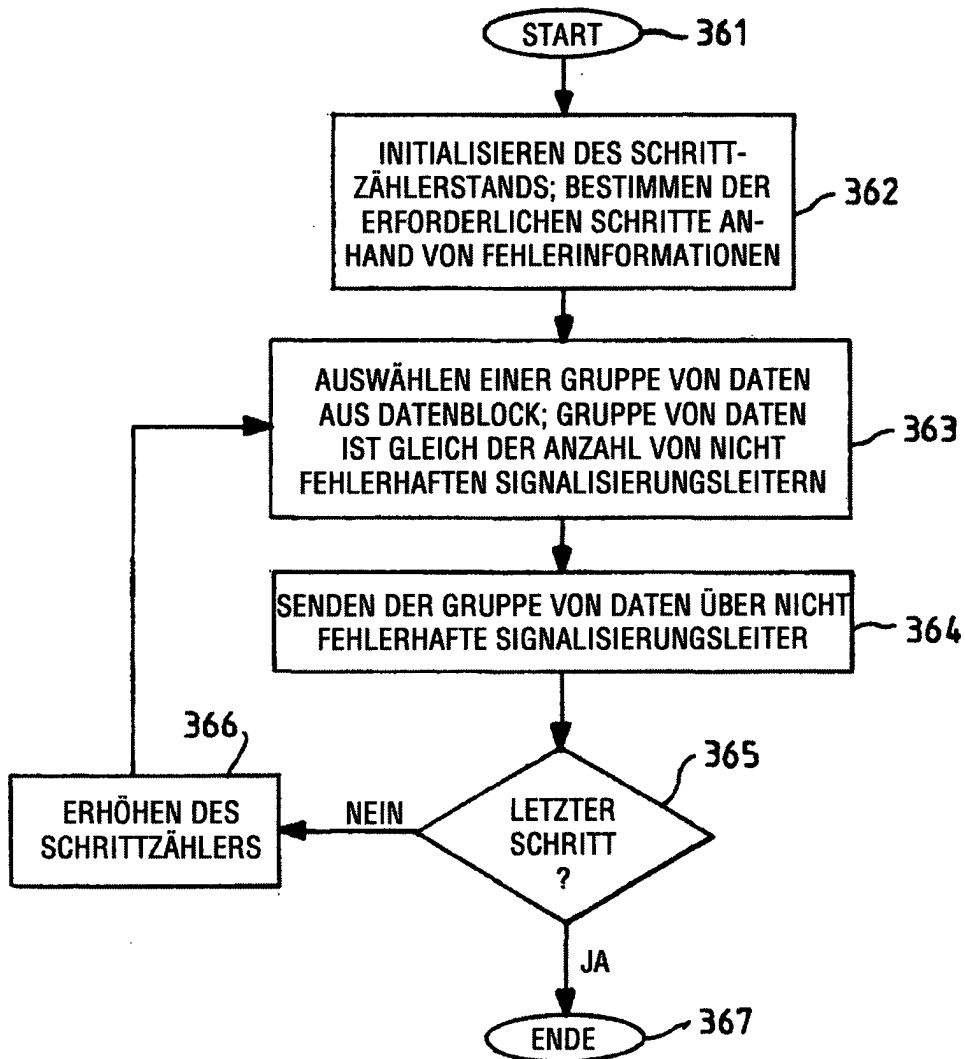 START
361
INITIALISIEREN DES SCHRITT-
ZÄHLERSTANDS; BESTIMMEN DER
ERFORDERLICHEN SCHRITTE AN-
HAND VON FEHLERINFORMATIONEN
362
AUSWÄHLEN EINER GRUPPE VON DATEN
AUS DATENBLOCK; GRUPPE VON DATEN
IST GLEICH DER ANZAHL VON NICHT
FEHLERHAFTEN SIGNALISIERUNGSLEITERN
363
SENDEN DER GRUPPE VON DATEN ÜBER NICHT
FEHLERHAFTE SIGNALISIERUNGSLEITER
364
366
ERHÖHEN DES
SCHRITTZÄHLERS
NEIN
LETZTER
SCHRITT
?
365
JA
ENDE
367